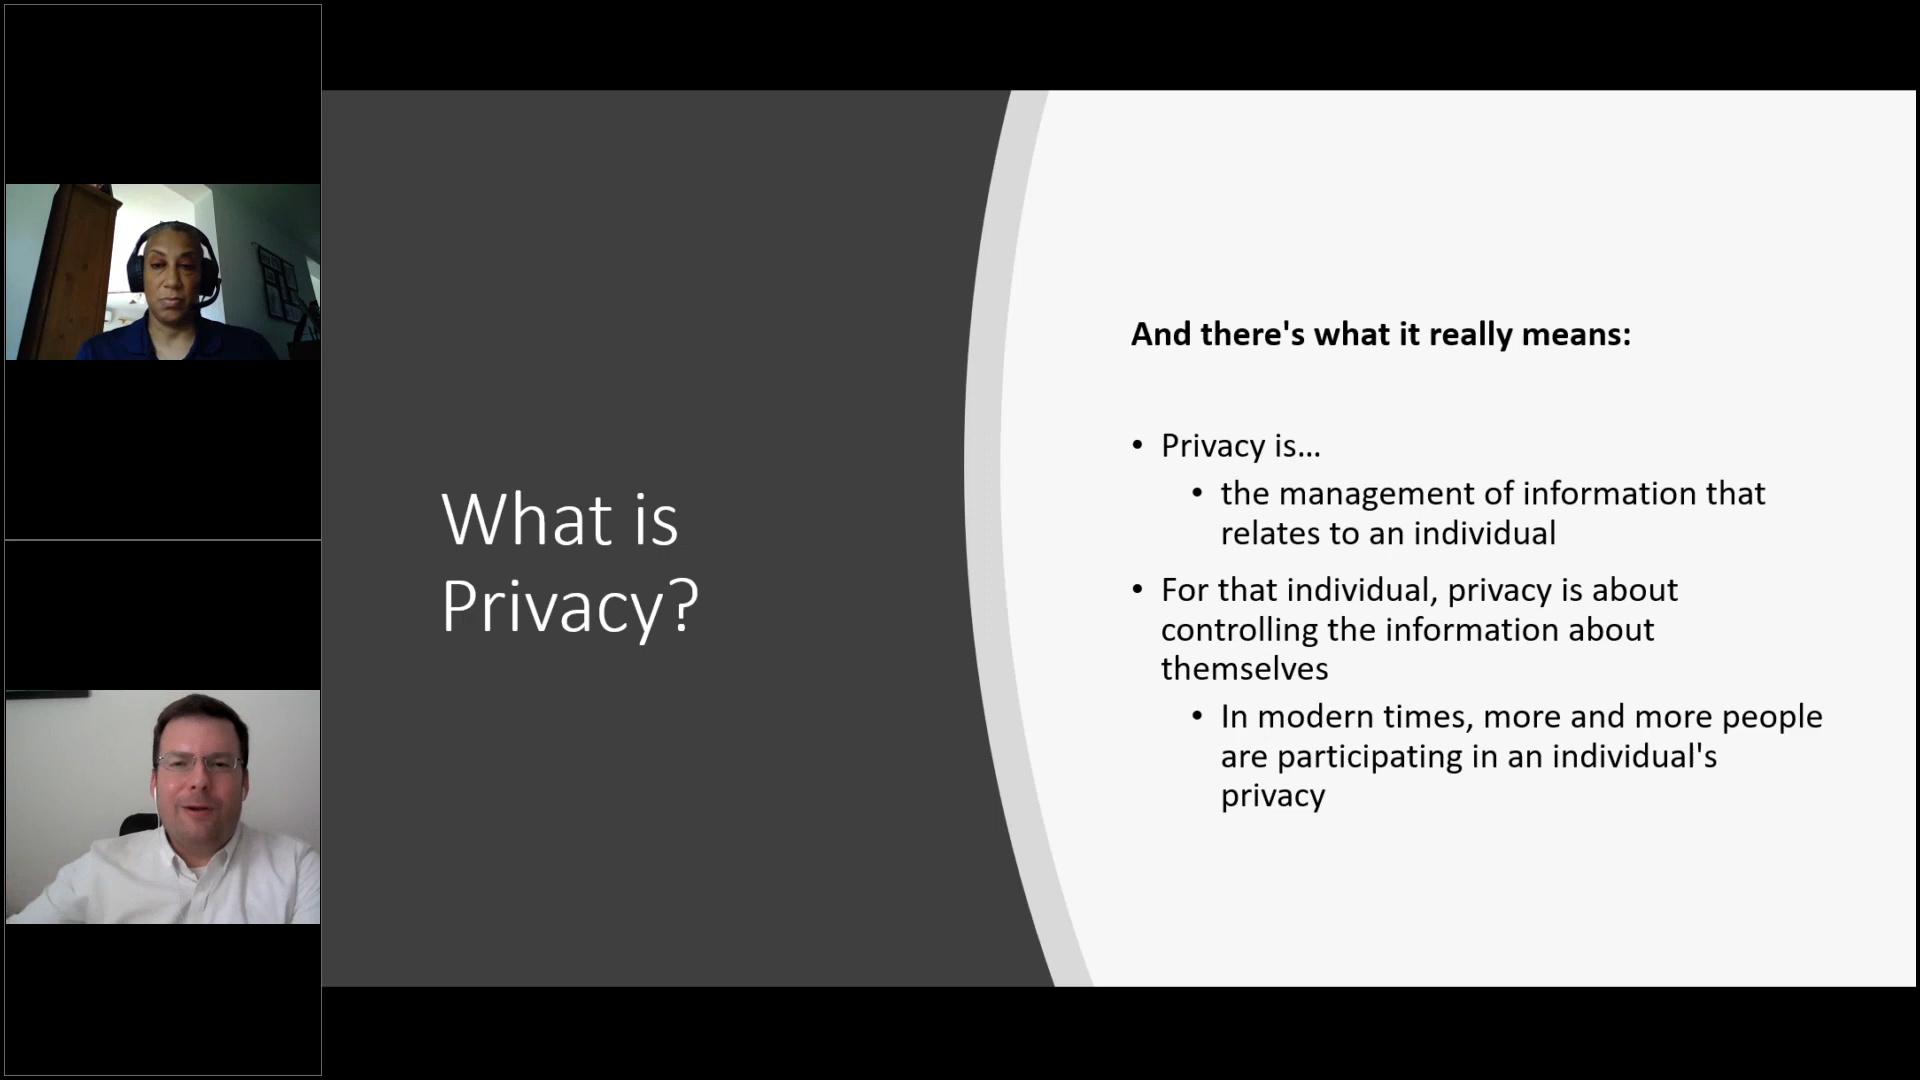 What is
Privacy?
And there's what it really means:
• Privacy is...
• the management of information that
relates to an individual
• For that individual, privacy is about
controlling the information about
themselves
• In modern times, more and more people
are participating in an individual's
privacy